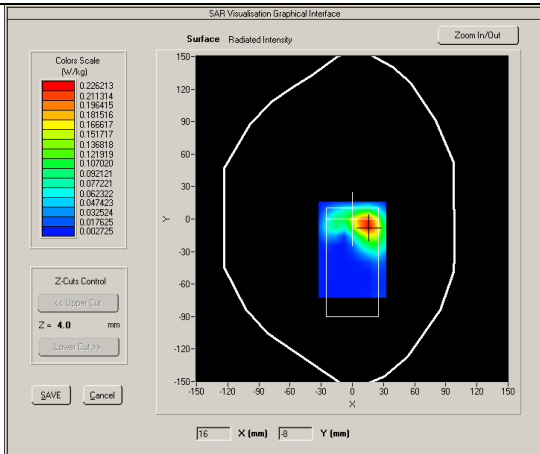 SAR Visualisation Graphical Interface
Surface Radiated Intensity
Zoom In/Out
Colors Scale
(W/kg)
0.226213
0.211314
0.196415
0.181516
0.166617
0.151717
0.136818
0.121919
0.107020
0.092121
0.077221
0.062322
0.047423
0.032524
0.017625
0.002725
Z-Cuts Control
<< Upper Cut
Z = 4.0 mm
Lower Cut >>
SAVE Cancel
150
120
90
60
30
0
-30
-60
-90
-120
-150
Y
-150 -120 -90 -60 -30 0 30 60 90 120 150
X
16 X (mm) -8 Y (mm)